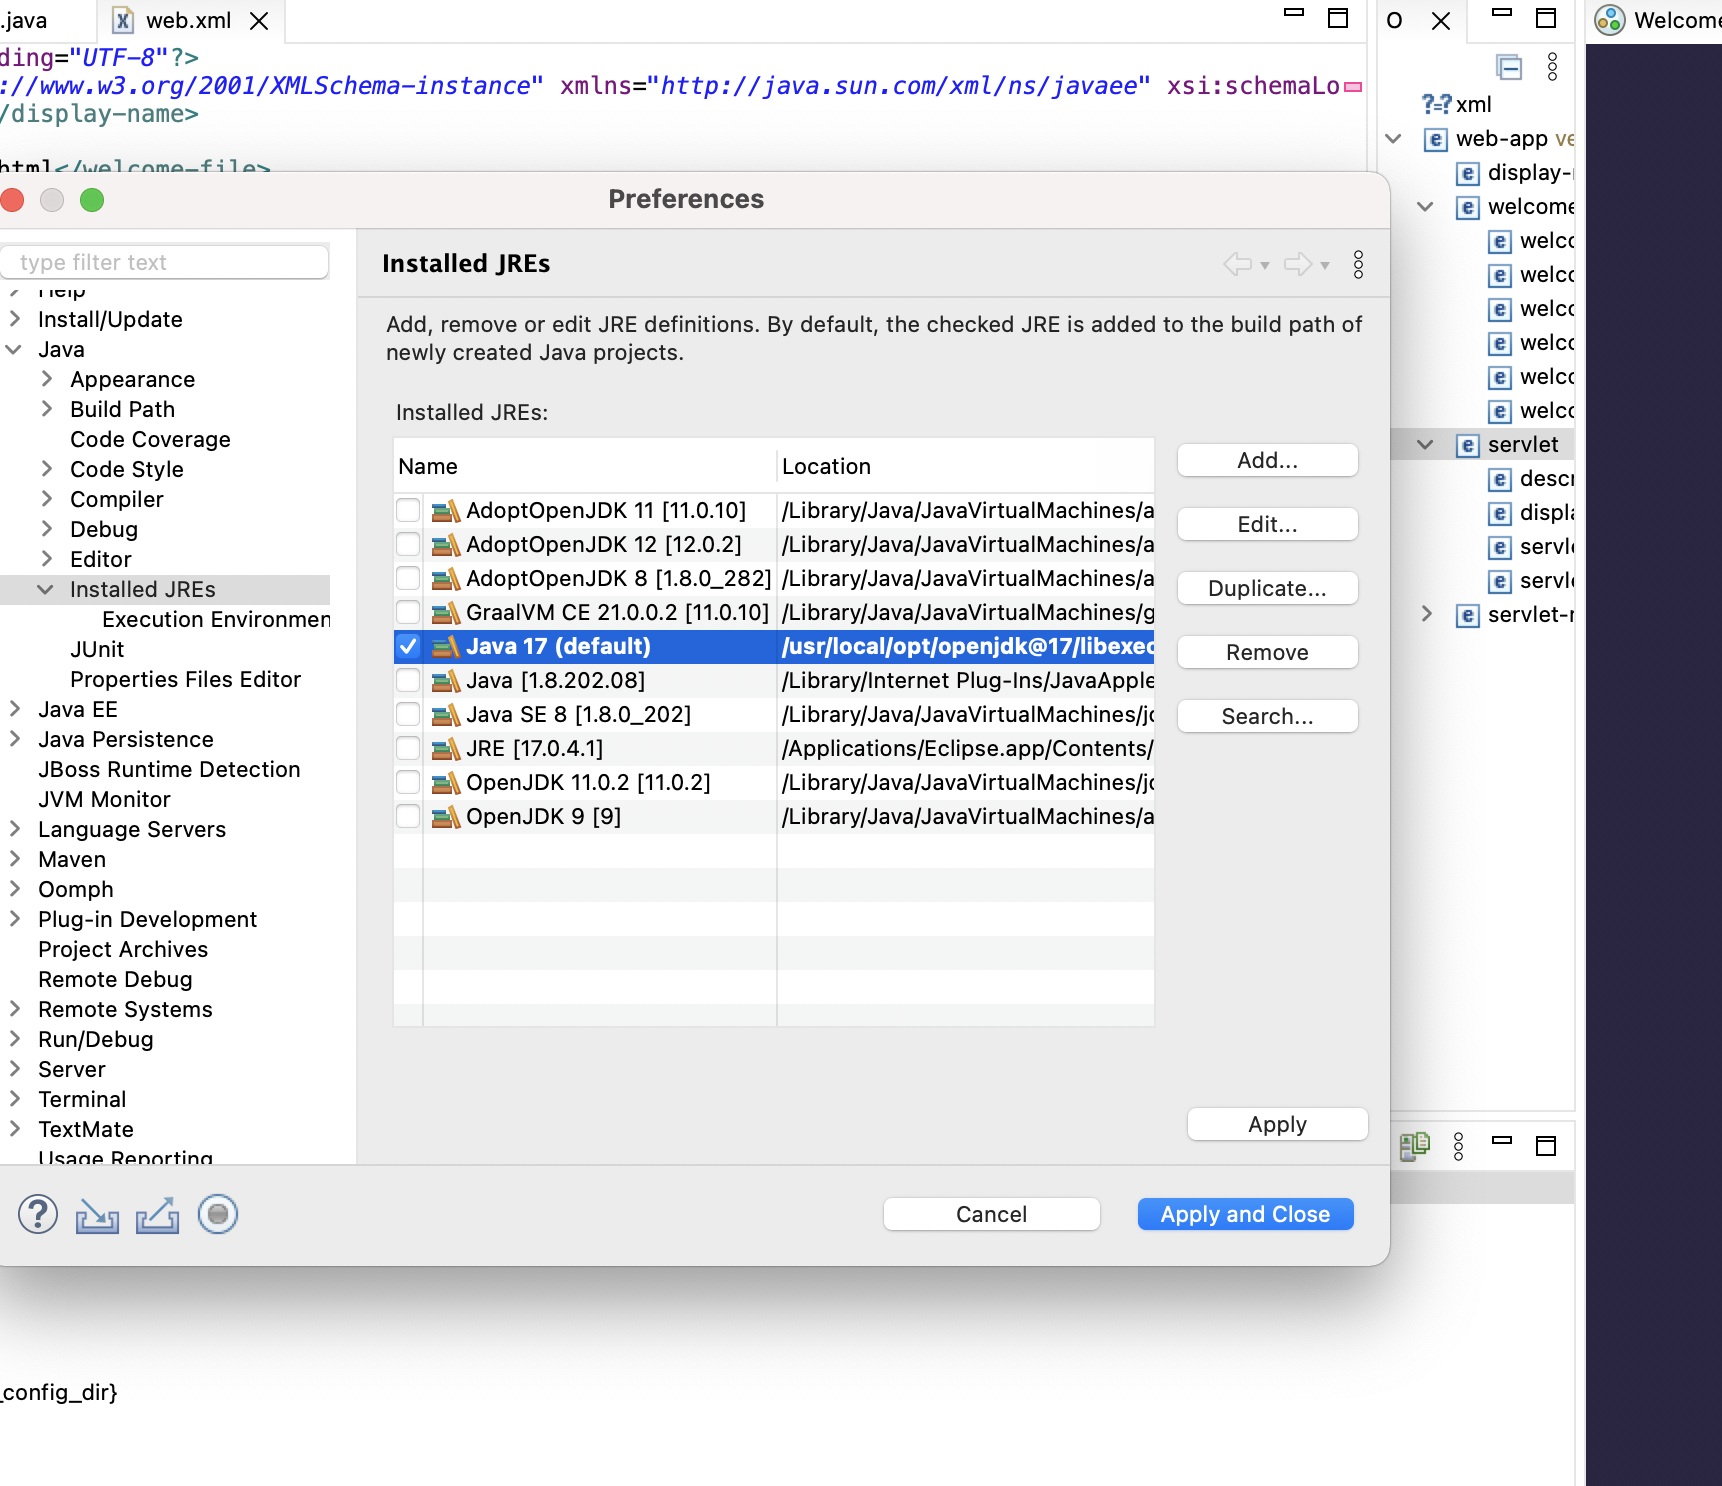 .java
web.xml
ding="UTF-8"?>
://www.w3.org/2001/XMLSchema-instance" xmlns="http://java.sun.com/xml/ns/javaee" xsi:schemaLo
/display-name>
html</welcome-file>
Preferences
type filter text
Help
Install/Update
Java
Appearance
Build Path
Code Coverage
Code Style
Compiler
Debug
Editor
Installed JREs
Execution Environmen
JUnit
Properties Files Editor
Java EE
Java Persistence
JBoss Runtime Detection
JVM Monitor
Language Servers
Maven
Oomph
Plug-in Development
Project Archives
Remote Debug
Remote Systems
Run/Debug
Server
Terminal
TextMate
Usage Reporting
Installed JREs
Add, remove or edit JRE definitions. By default, the checked JRE is added to the build path of
newly created Java projects.
Installed JREs:
Name Location
AdoptOpenJDK 11 [11.0.10] /Library/Java/JavaVirtualMachines/a
AdoptOpenJDK 12 [12.0.2] /Library/Java/JavaVirtualMachines/a
AdoptOpenJDK 8 [1.8.0_282] /Library/Java/JavaVirtualMachines/a
GraalVM CE 21.0.0.2 [11.0.10] /Library/Java/JavaVirtualMachines/g
Java 17 (default) /usr/local/opt/openjdk@17/libexec
Java [1.8.202.08] /Library/Internet Plug-Ins/JavaApple
Java SE 8 [1.8.0_202] /Library/Java/JavaVirtualMachines/jd
JRE [17.0.4.1] /Applications/Eclipse.app/Contents/
OpenJDK 11.0.2 [11.0.2] /Library/Java/JavaVirtualMachines/jd
OpenJDK 9 [9] /Library/Java/JavaVirtualMachines/a
Add...
Edit...
Duplicate...
Remove
Search...
Apply
Cancel
Apply and Close
_config_dir}
O
?=? xml
web-app ve
display-
welcome
welco
welco
welco
welco
welco
welco
servlet
descr
displa
servl
servl
servlet-
Welcome